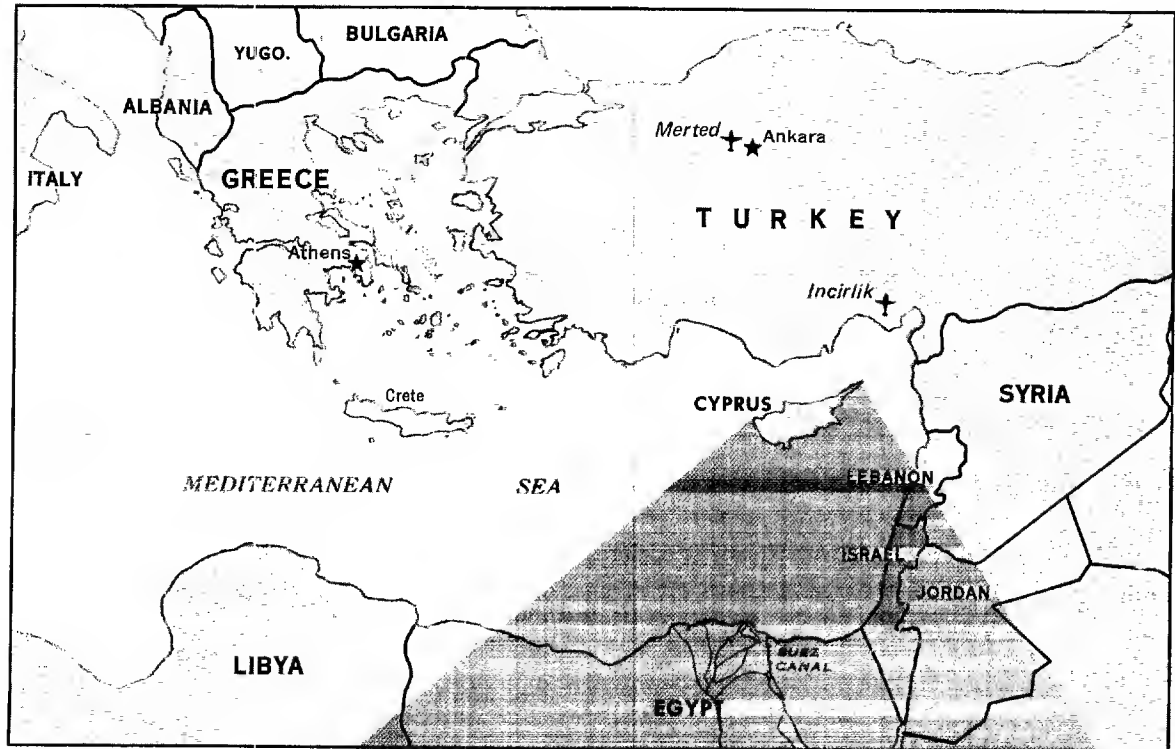 BULGARIA
YUGO.
ALBANIA
Merted
Ankara
ITALY
GREECE
TURKEY
Athens
Incirlik
Crete
CYPRUS
SYRIA
MEDITERRANEAN SEA
LEBANON
ISRAEL
JORDAN
SUEZ
CANAL
LIBYA
EGYPT